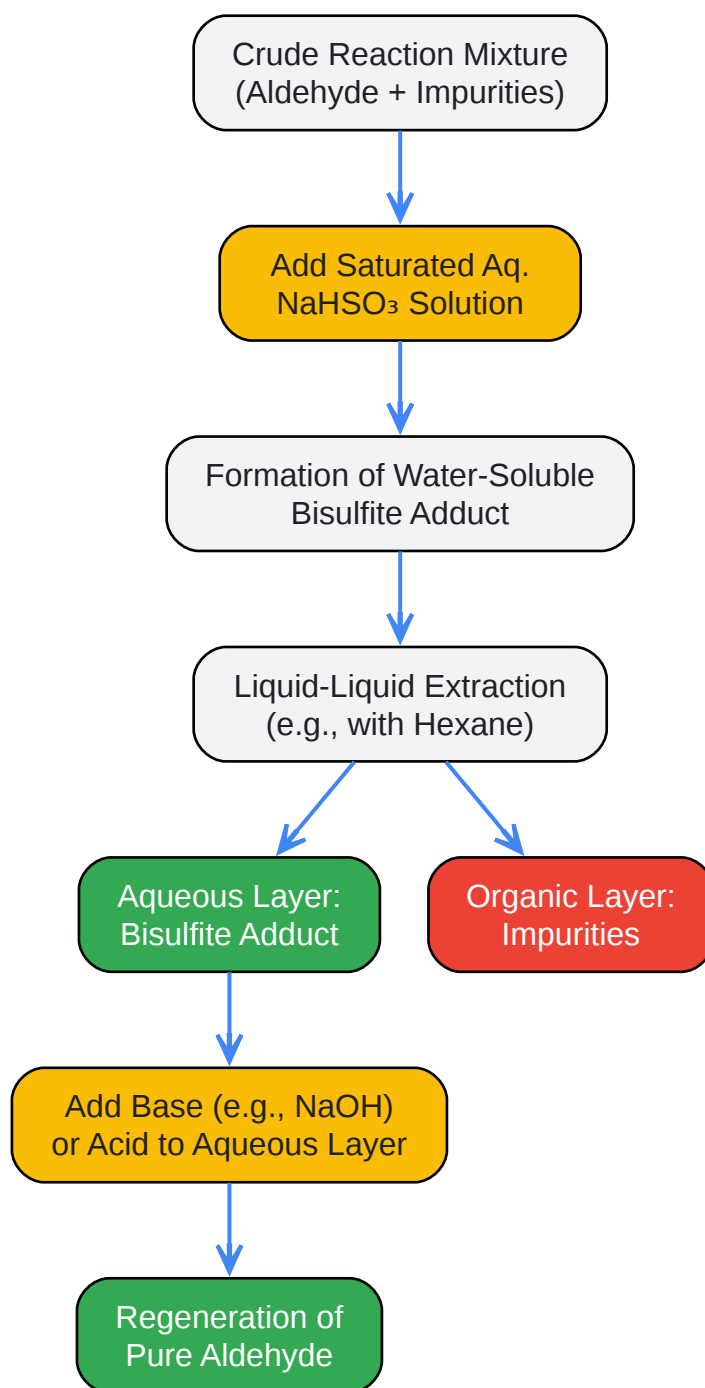 Crude Reaction Mixture
(Aldehyde + Impurities)
Add Saturated Aq.
NaHSO₃ Solution
Formation of Water-Soluble
Bisulfite Adduct
Liquid-Liquid Extraction
(e.g., with Hexane)
Aqueous Layer:
Bisulfite Adduct
Organic Layer:
Impurities
Add Base (e.g., NaOH)
or Acid to Aqueous Layer
Regeneration of
Pure Aldehyde